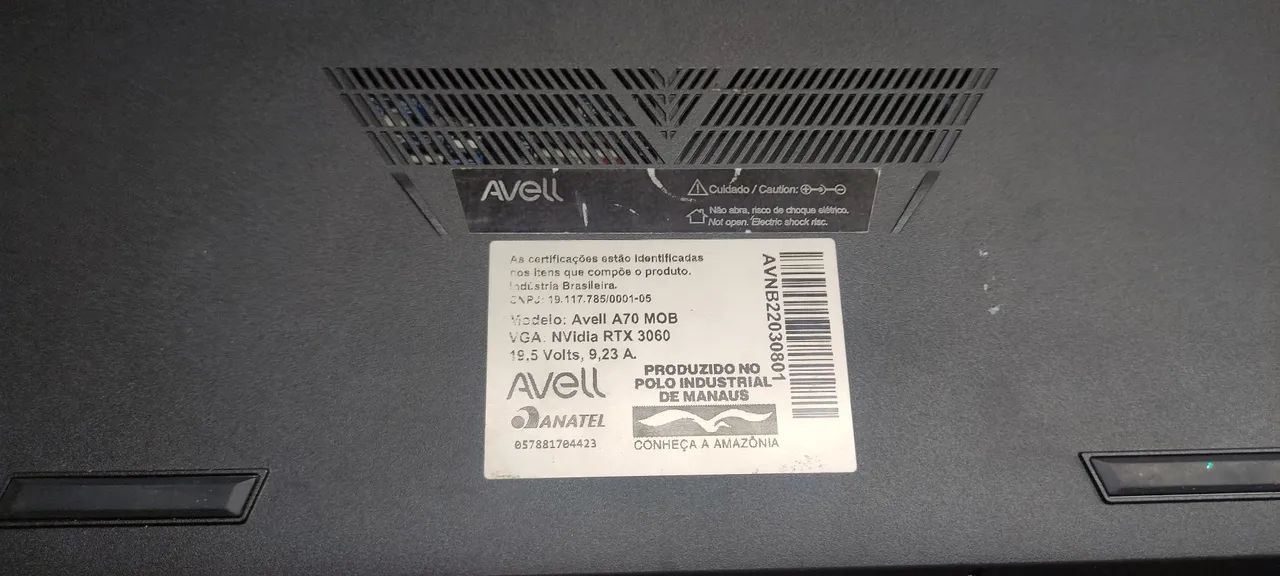 Avell
Cuidado / Caution:
Não abra, risco de choque elétrico.
Not open. Electric shock risc.
As certificações estão identificadas
nos itens que compõe o produto.
Indústria Brasileira.
CNPJ: 19.117.785/0001-05
Modelo: Avell A70 MOB
VGA: NVidia RTX 3060
19,5 Volts, 9,23 A.
Avell
ANATEL
057881704423
PRODUZIDO NO
POLO INDUSTRIAL
DE MANAUS
CONHEÇA A AMAZÔNIA
AVNB22030801